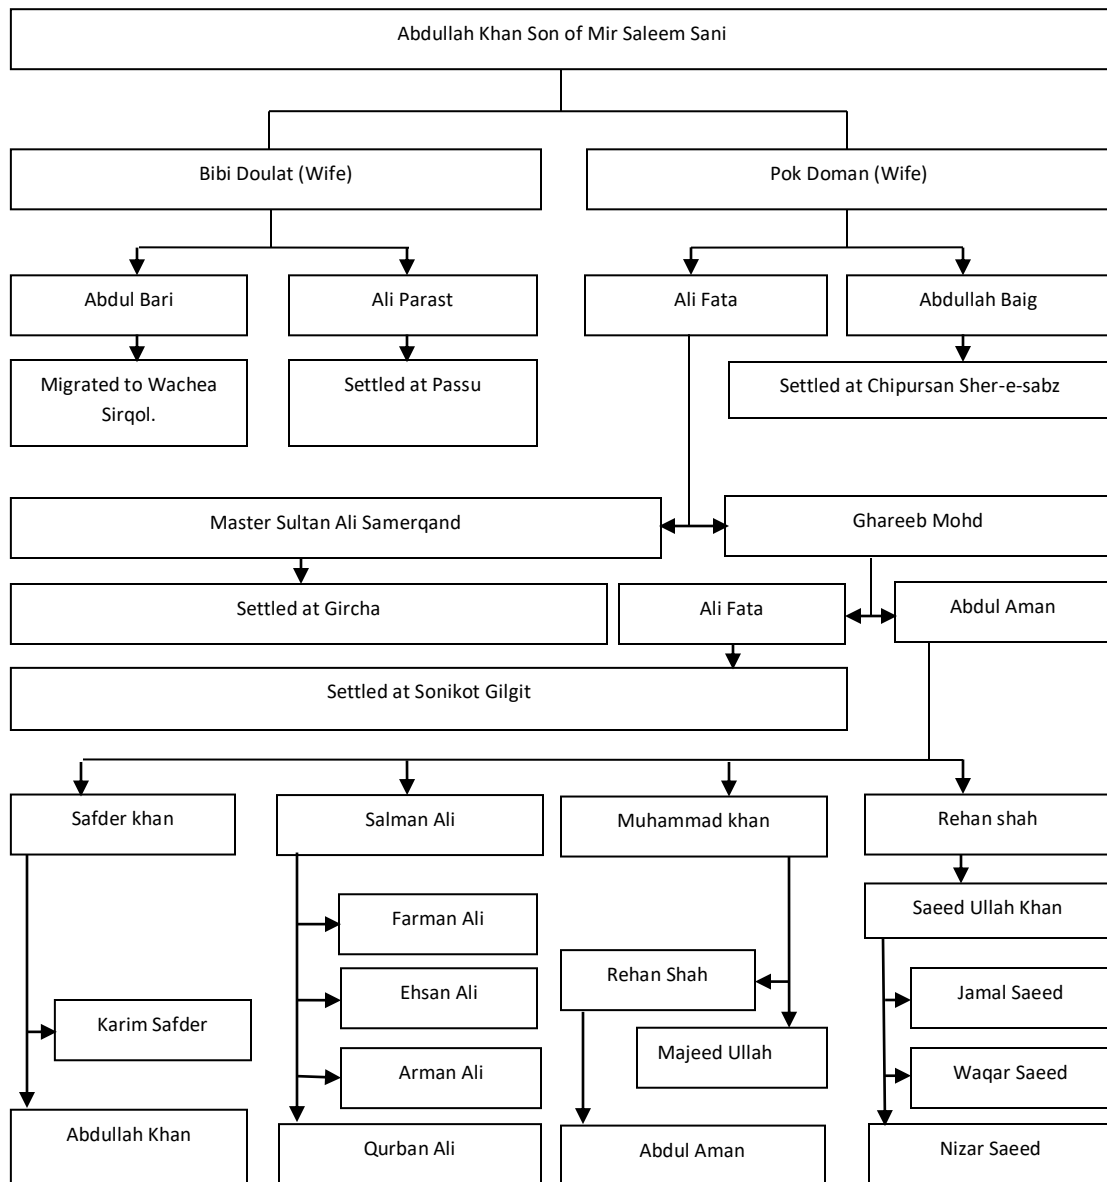 Abdullah Khan Son of Mir Saleem Sani
Bibi Doulat (Wife)
Pok Doman (Wife)
Abdul Bari
Ali Parast
Ali Fata
Abdullah Baig
Migrated to Wachea
Sirqol.
Settled at Passu
Settled at Chipursan Sher-e-sabz
Master Sultan Ali Samerqand
Ghareeb Mohd
Settled at Gircha
Ali Fata
Abdul Aman
Settled at Sonikot Gilgit
Safder khan
Salman Ali
Muhammad khan
Rehan shah
Farman Ali
Saeed Ullah Khan
Rehan Shah
Ehsan Ali
Jamal Saeed
Karim Safder
Majeed Ullah
Arman Ali
Waqar Saeed
Abdullah Khan
Qurban Ali
Abdul Aman
Nizar Saeed